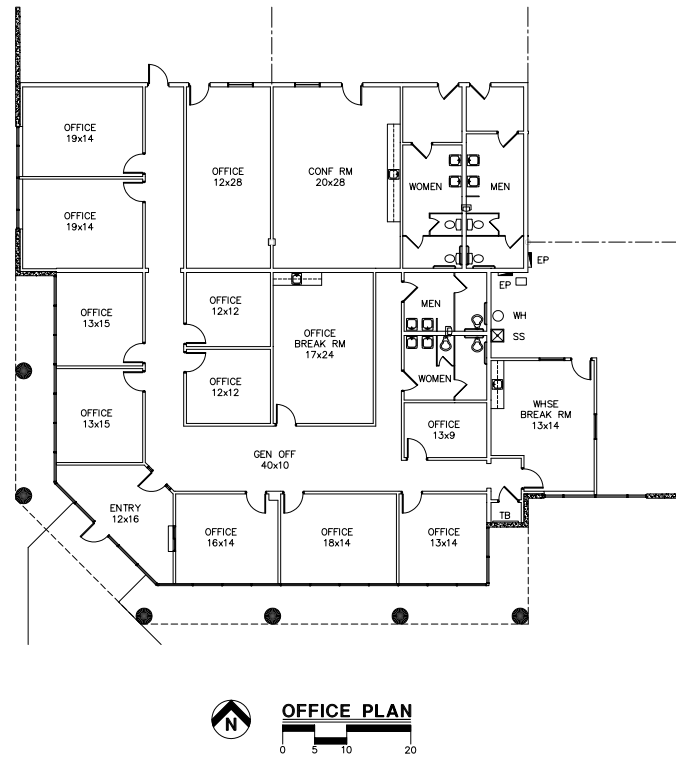 OFFICE
19x14
OFFICE
12x28
CONF RM
20x28
WOMEN
MEN
OFFICE
19x14
EP
EP
OFFICE
13x15
OFFICE
12x12
MEN
WH
OFFICE
BREAK RM
17x24
SS
OFFICE
12x12
WOMEN
OFFICE
13x15
WHSE
BREAK RM
13x14
OFFICE
13x9
GEN OFF
40x10
ENTRY
12x16
TB
OFFICE
16x14
OFFICE
18x14
OFFICE
13x14
N
OFFICE PLAN
0 5 10 20